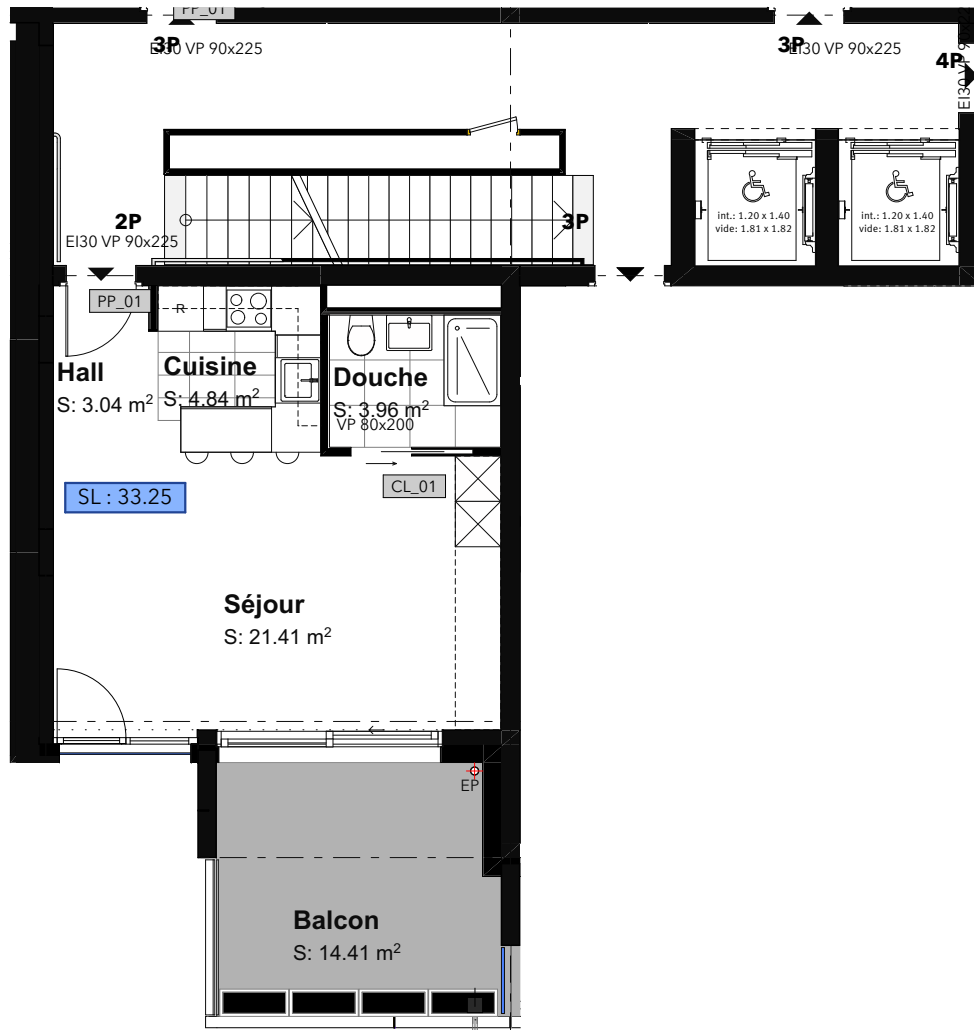 PP_01
3P
EI30 VP 90x225
3P
EI30 VP 90x225
4P
2P
EI30 VP 90x225
3P
int.: 1.20 x 1.40
vide: 1.81 x 1.82
int.: 1.20 x 1.40
vide: 1.81 x 1.82
PP_01
R
Hall
S: 3.04 m²
Cuisine
S: 4.84 m²
Douche
S: 3.96 m²
VP 80x200
CL_01
SL : 33.25
Séjour
S: 21.41 m²
EP
Balcon
S: 14.41 m²